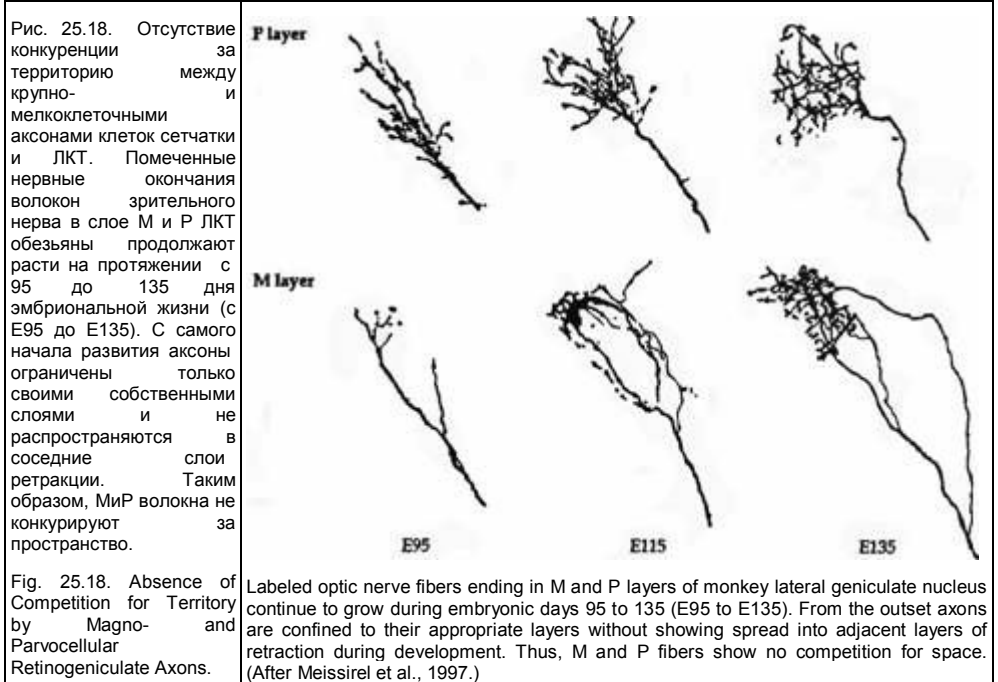 Рис. 25.18. Отсутствие
конкуренции за
территорию между
крупно- и
мелкоклеточными
аксонами клеток сетчатки
и ЛКТ. Помеченные
нервные окончания
волокон зрительного
нерва в слое М и Р ЛКТ
обезьяны продолжают
расти на протяжении с
95 до 135 дня
эмбриональной жизни (с
Е95 до Е135). С самого
начала развития аксоны
ограничены только
своими собственными
слоями и не
распространяются в
соседние слои
ретракции. Таким
образом, МиР волокна не
конкурируют за
пространство.
P layer
M layer
E95 E115 E135
Fig. 25.18. Absence of
Competition for Territory
by Magno- and
Parvocellular
Retinogeniculate Axons.
Labeled optic nerve fibers ending in M and P layers of monkey lateral geniculate nucleus
continue to grow during embryonic days 95 to 135 (E95 to E135). From the outset axons
are confined to their appropriate layers without showing spread into adjacent layers of
retraction during development. Thus, M and P fibers show no competition for space.
(After Meissirel et al., 1997.)